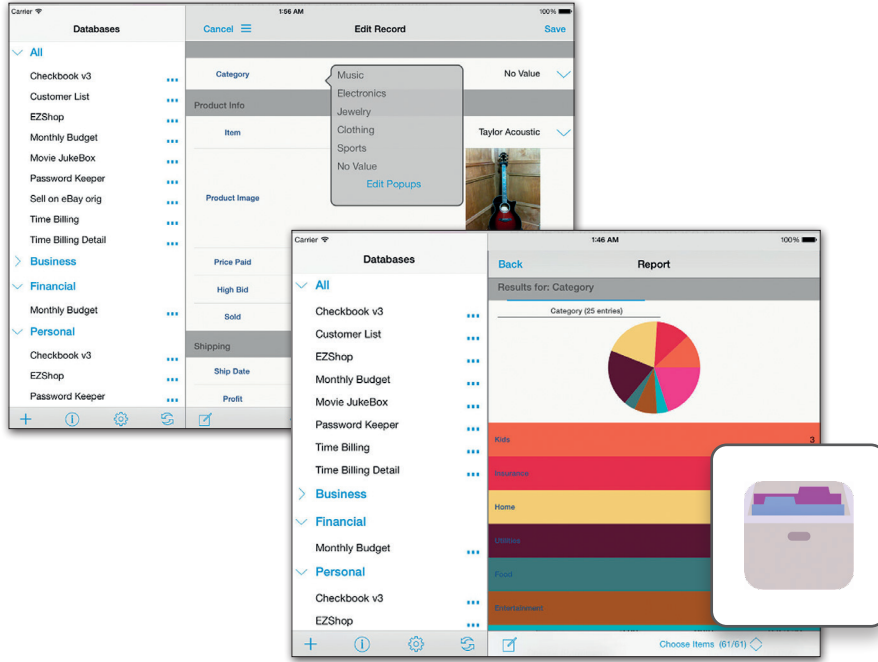 Carrier 1:56 AM 100%
Databases
All
Checkbook v3
Customer List
EZShop
Monthly Budget
Movie JukeBox
Password Keeper
Sell on eBay orig
Time Billing
Time Billing Detail
Business
Financial
Monthly Budget
Personal
Checkbook v3
EZShop
Password Keeper
Cancel Edit Record Save
Category No Value
Music
Electronics
Jewelry
Clothing
Sports
No Value
Edit Popups
Product Info
Item Taylor Acoustic
Product Image
Price Paid
High Bid
Sold
Shipping
Ship Date
Profit
Carrier 1:46 AM 100%
Databases
All
Checkbook v3
Customer List
EZShop
Monthly Budget
Movie JukeBox
Password Keeper
Time Billing
Time Billing Detail
Business
Financial
Monthly Budget
Personal
Checkbook v3
EZShop
Back Report
Results for: Category
Category (25 entries)
Kids 3
Insurance
Home
Utilities
Food
Entertainment
Choose Items (61/61)